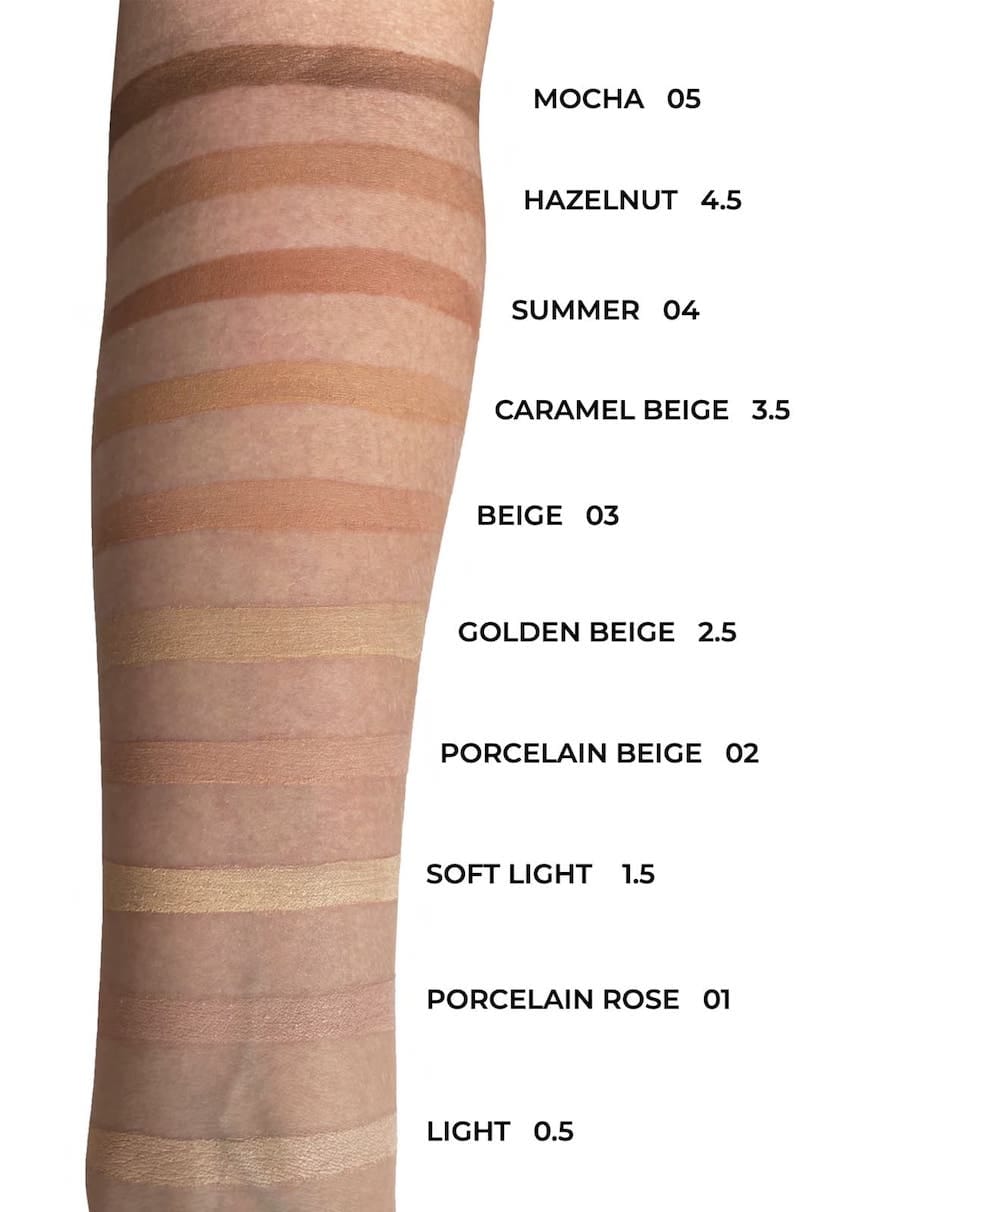 MOCHA 05
HAZELNUT 4.5
SUMMER 04
CARAMEL BEIGE 3.5
BEIGE 03
GOLDEN BEIGE 2.5
PORCELAIN BEIGE 02
SOFT LIGHT 1.5
PORCELAIN ROSE 01
LIGHT 0.5